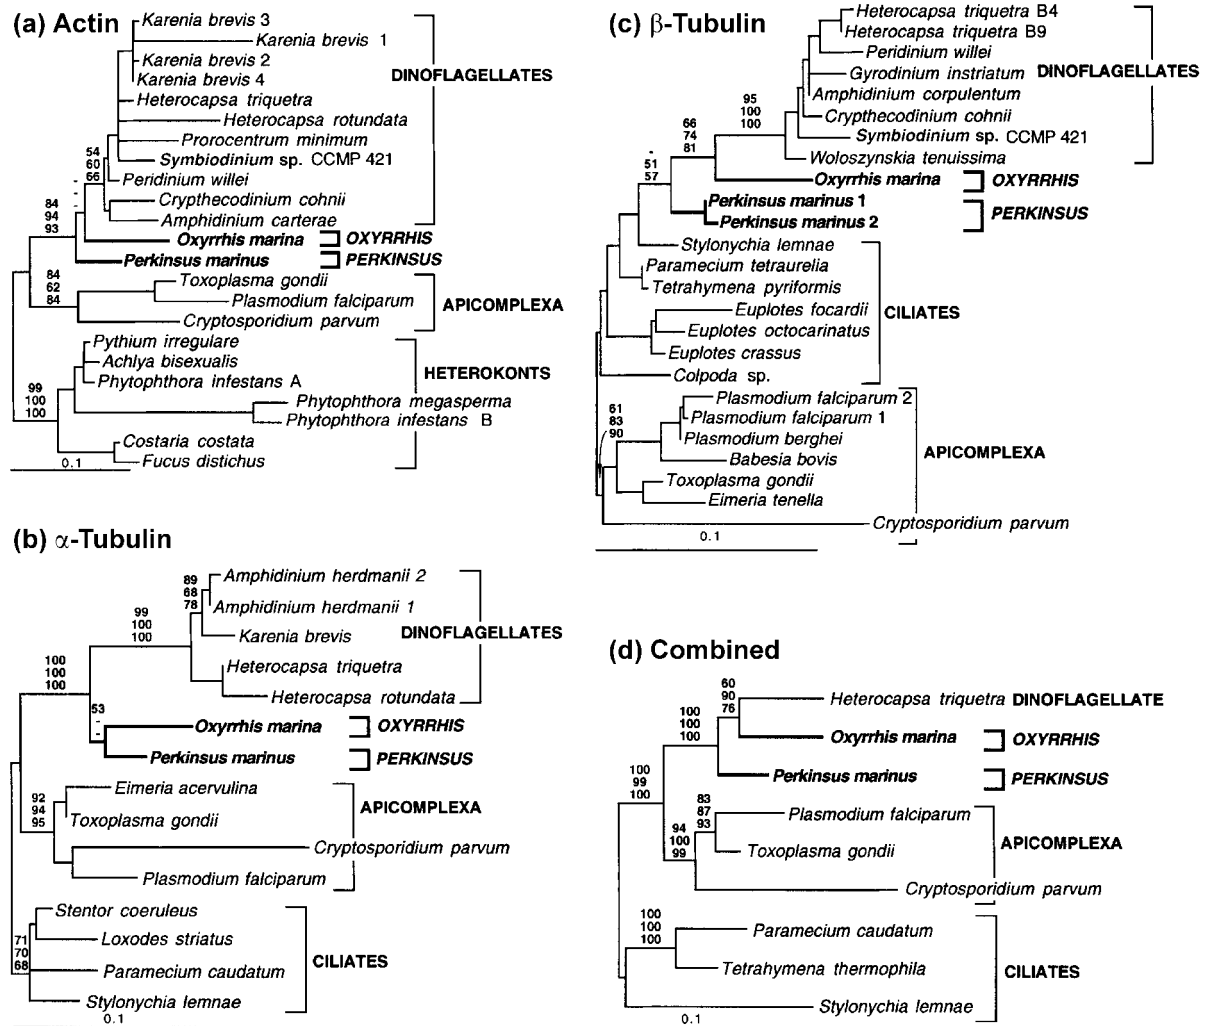 (a) Actin
Karenia brevis 3
Karenia brevis 1
Karenia brevis 2
Karenia brevis 4
DINOFLAGELLATES
Heterocapsa triquetra
Heterocapsa rotundata
Prorocentrum minimum
54
60
66
Symbiodinium sp. CCMP 421
Peridinium willei
-
-
-
Crypthecodinium cohnii
84
94
93
Amphidinium carterae
Oxyrrhis marina
OXYRRHIS
Perkinsus marinus
PERKINSUS
84
62
84
Toxoplasma gondii
Plasmodium falciparum
APICOMPLEXA
Cryptosporidium parvum
Pythium irregulare
Achlya bisexualis
Phytophthora infestans A
HETEROKONTS
99
100
100
Phytophthora megasperma
Phytophthora infestans B
Costaria costata
Fucus distichus
0.1
(b) α-Tubulin
89
68
78
Amphidinium herdmanii 2
Amphidinium herdmanii 1
99
100
100
Karenia brevis
DINOFLAGELLATES
Heterocapsa triquetra
100
100
100
Heterocapsa rotundata
53
-
-
Oxyrrhis marina
OXYRRHIS
Perkinsus marinus
PERKINSUS
Eimeria acervulina
92
94
95
Toxoplasma gondii
APICOMPLEXA
Cryptosporidium parvum
Plasmodium falciparum
Stentor coeruleus
Loxodes striatus
71
70
68
Paramecium caudatum
CILIATES
Stylonychia lemnae
0.1
(c) β-Tubulin
Heterocapsa triquetra B4
Heterocapsa triquetra B9
Peridinium willei
Gyrodinium instriatum
DINOFLAGELLATES
Amphidinium corpulentum
95
100
100
Crypthecodinium cohnii
66
74
81
Symbiodinium sp. CCMP 421
Woloszynskia tenuissima
-
51
57
Oxyrrhis marina
OXYRRHIS
Perkinsus marinus 1
Perkinsus marinus 2
PERKINSUS
Stylonychia lemnae
Paramecium tetraurelia
Tetrahymena pyriformis
Euplotes focardii
CILIATES
Euplotes octocarinatus
Euplotes crassus
Colpoda sp.
Plasmodium falciparum 2
61
83
90
Plasmodium falciparum 1
Plasmodium berghei
Babesia bovis
APICOMPLEXA
Toxoplasma gondii
Eimeria tenella
Cryptosporidium parvum
0.1
(d) Combined
60
90
76
Heterocapsa triquetra DINOFLAGELLATE
100
100
100
Oxyrrhis marina
OXYRRHIS
Perkinsus marinus
PERKINSUS
100
99
100
83
87
93
Plasmodium falciparum
94
100
99
Toxoplasma gondii
APICOMPLEXA
Cryptosporidium parvum
100
100
100
Paramecium caudatum
Tetrahymena thermophila
CILIATES
Stylonychia lemnae
0.1